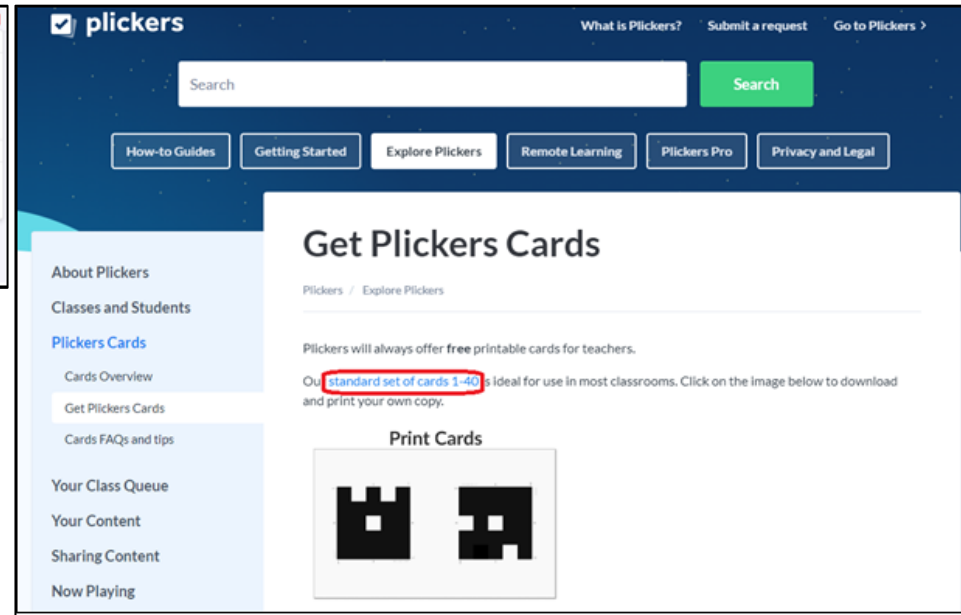 plickers
What is Plickers? Submit a request Go to Plickers >
Search Search
How-to Guides Getting Started Explore Plickers Remote Learning Plickers Pro Privacy and Legal
About Plickers
Classes and Students
Plickers Cards
Cards Overview
Get Plickers Cards
Cards FAQs and tips
Your Class Queue
Your Content
Sharing Content
Now Playing
Get Plickers Cards
Plickers / Explore Plickers
Plickers will always offer free printable cards for teachers.
Our standard set of cards 1-40 is ideal for use in most classrooms. Click on the image below to download
and print your own copy.
Print Cards